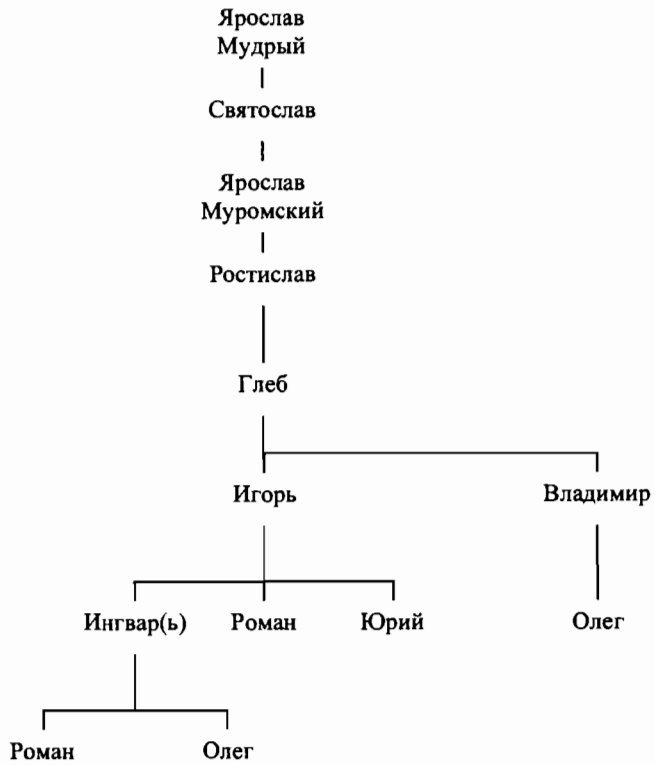 Ярослав
Мудрый
Святослав
Ярослав
Муромский
Ростислав
Глеб
Игорь Владимир
Ингвар(ь) Роман Юрий Олег
Роман Олег